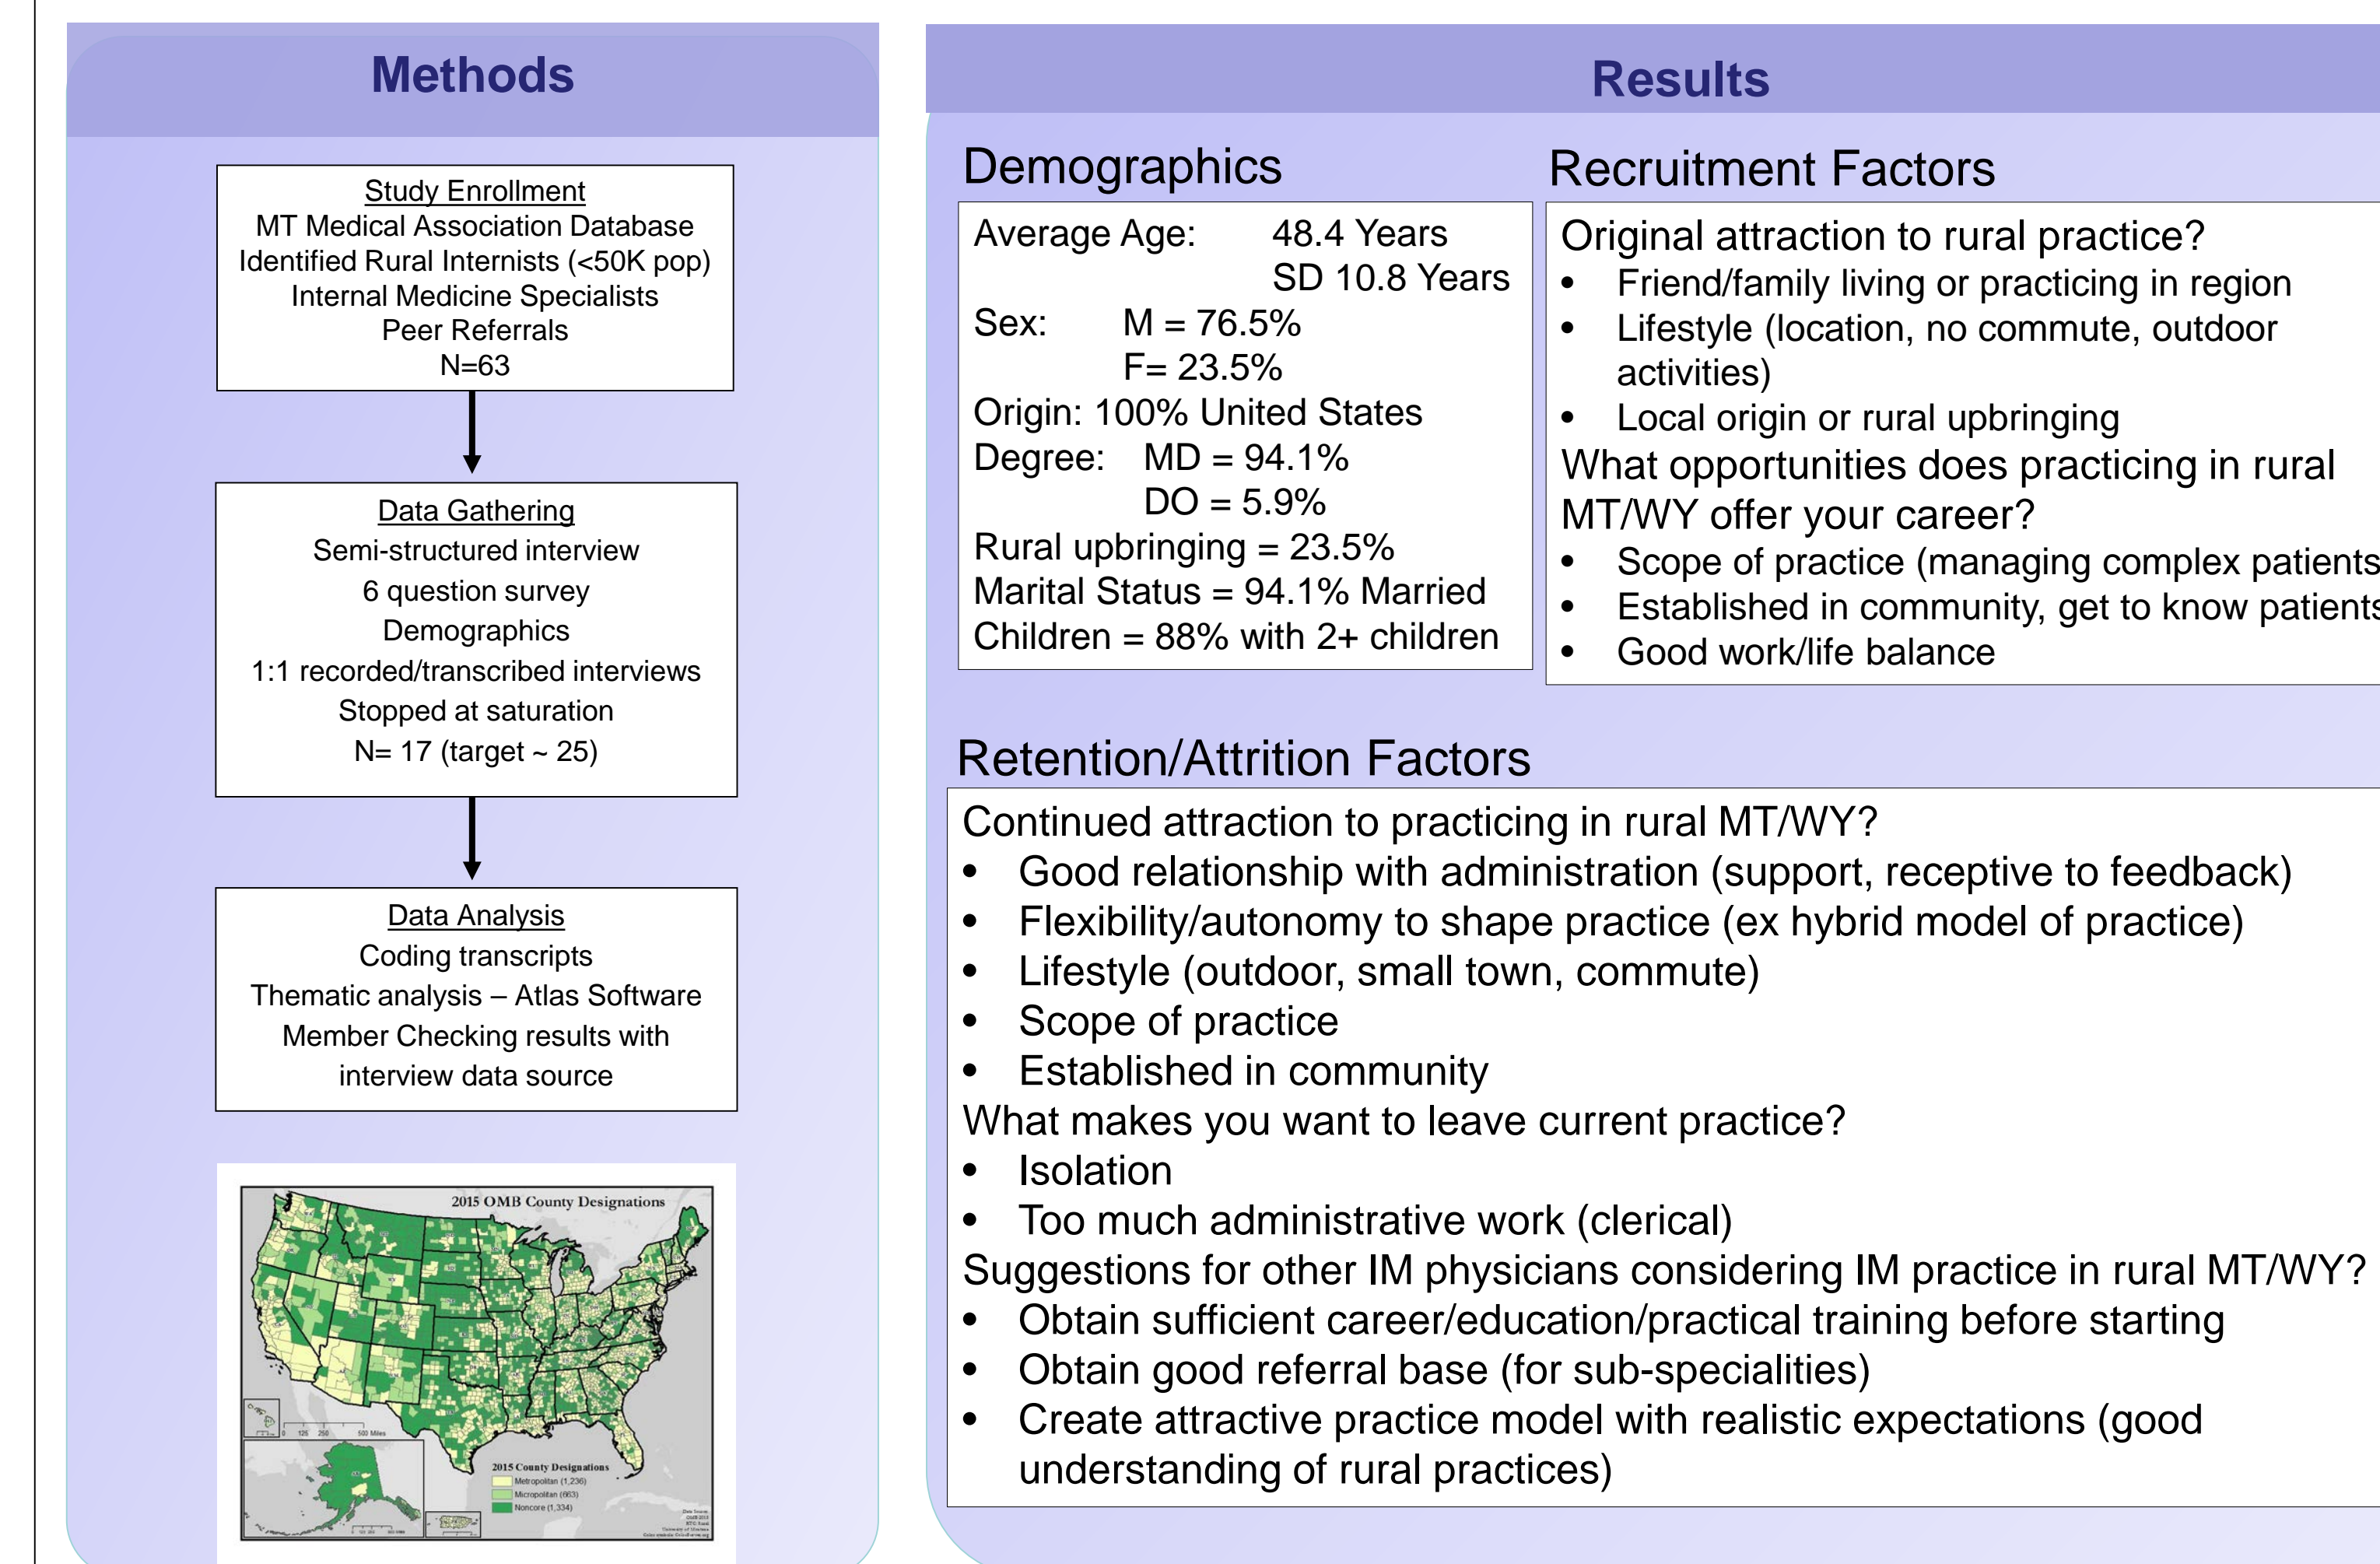 Methods
Study Enrollment
MT Medical Association Database
Identified Rural Internists (<50K pop)
Internal Medicine Specialists
Peer Referrals
N=63
Data Gathering
Semi-structured interview
6 question survey
Demographics
1:1 recorded/transcribed interviews
Stopped at saturation
N= 17 (target ~ 25)
Data Analysis
Coding transcripts
Thematic analysis – Atlas Software
Member Checking results with
interview data source
2015 OMB County Designations
0 125 250 500 Miles
2015 County Designations
Metropolitan (1,236)
Micropolitan (663)
Noncore (1,334)
Results
Demographics
Average Age: 48.4 Years
SD 10.8 Years
Sex: M = 76.5%
F= 23.5%
Origin: 100% United States
Degree: MD = 94.1%
DO = 5.9%
Rural upbringing = 23.5%
Marital Status = 94.1% Married
Children = 88% with 2+ children
Recruitment Factors
Original attraction to rural practice?
• Friend/family living or practicing in region
• Lifestyle (location, no commute, outdoor
activities)
• Local origin or rural upbringing
What opportunities does practicing in rural
MT/WY offer your career?
• Scope of practice (managing complex patients
• Established in community, get to know patients
• Good work/life balance
Retention/Attrition Factors
Continued attraction to practicing in rural MT/WY?
• Good relationship with administration (support, receptive to feedback)
• Flexibility/autonomy to shape practice (ex hybrid model of practice)
• Lifestyle (outdoor, small town, commute)
• Scope of practice
• Established in community
What makes you want to leave current practice?
• Isolation
• Too much administrative work (clerical)
Suggestions for other IM physicians considering IM practice in rural MT/WY?
• Obtain sufficient career/education/practical training before starting
• Obtain good referral base (for sub-specialities)
• Create attractive practice model with realistic expectations (good
understanding of rural practices)